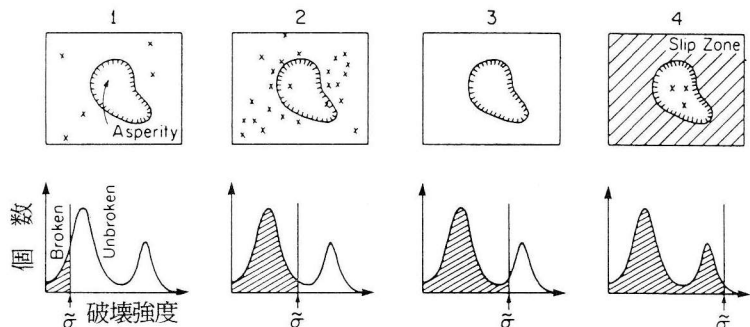 1
2
3
4
Asperity
Slip Zone
個数
Broken
Unbroken
σ̃
破壊強度
σ̃
σ̃
σ̃